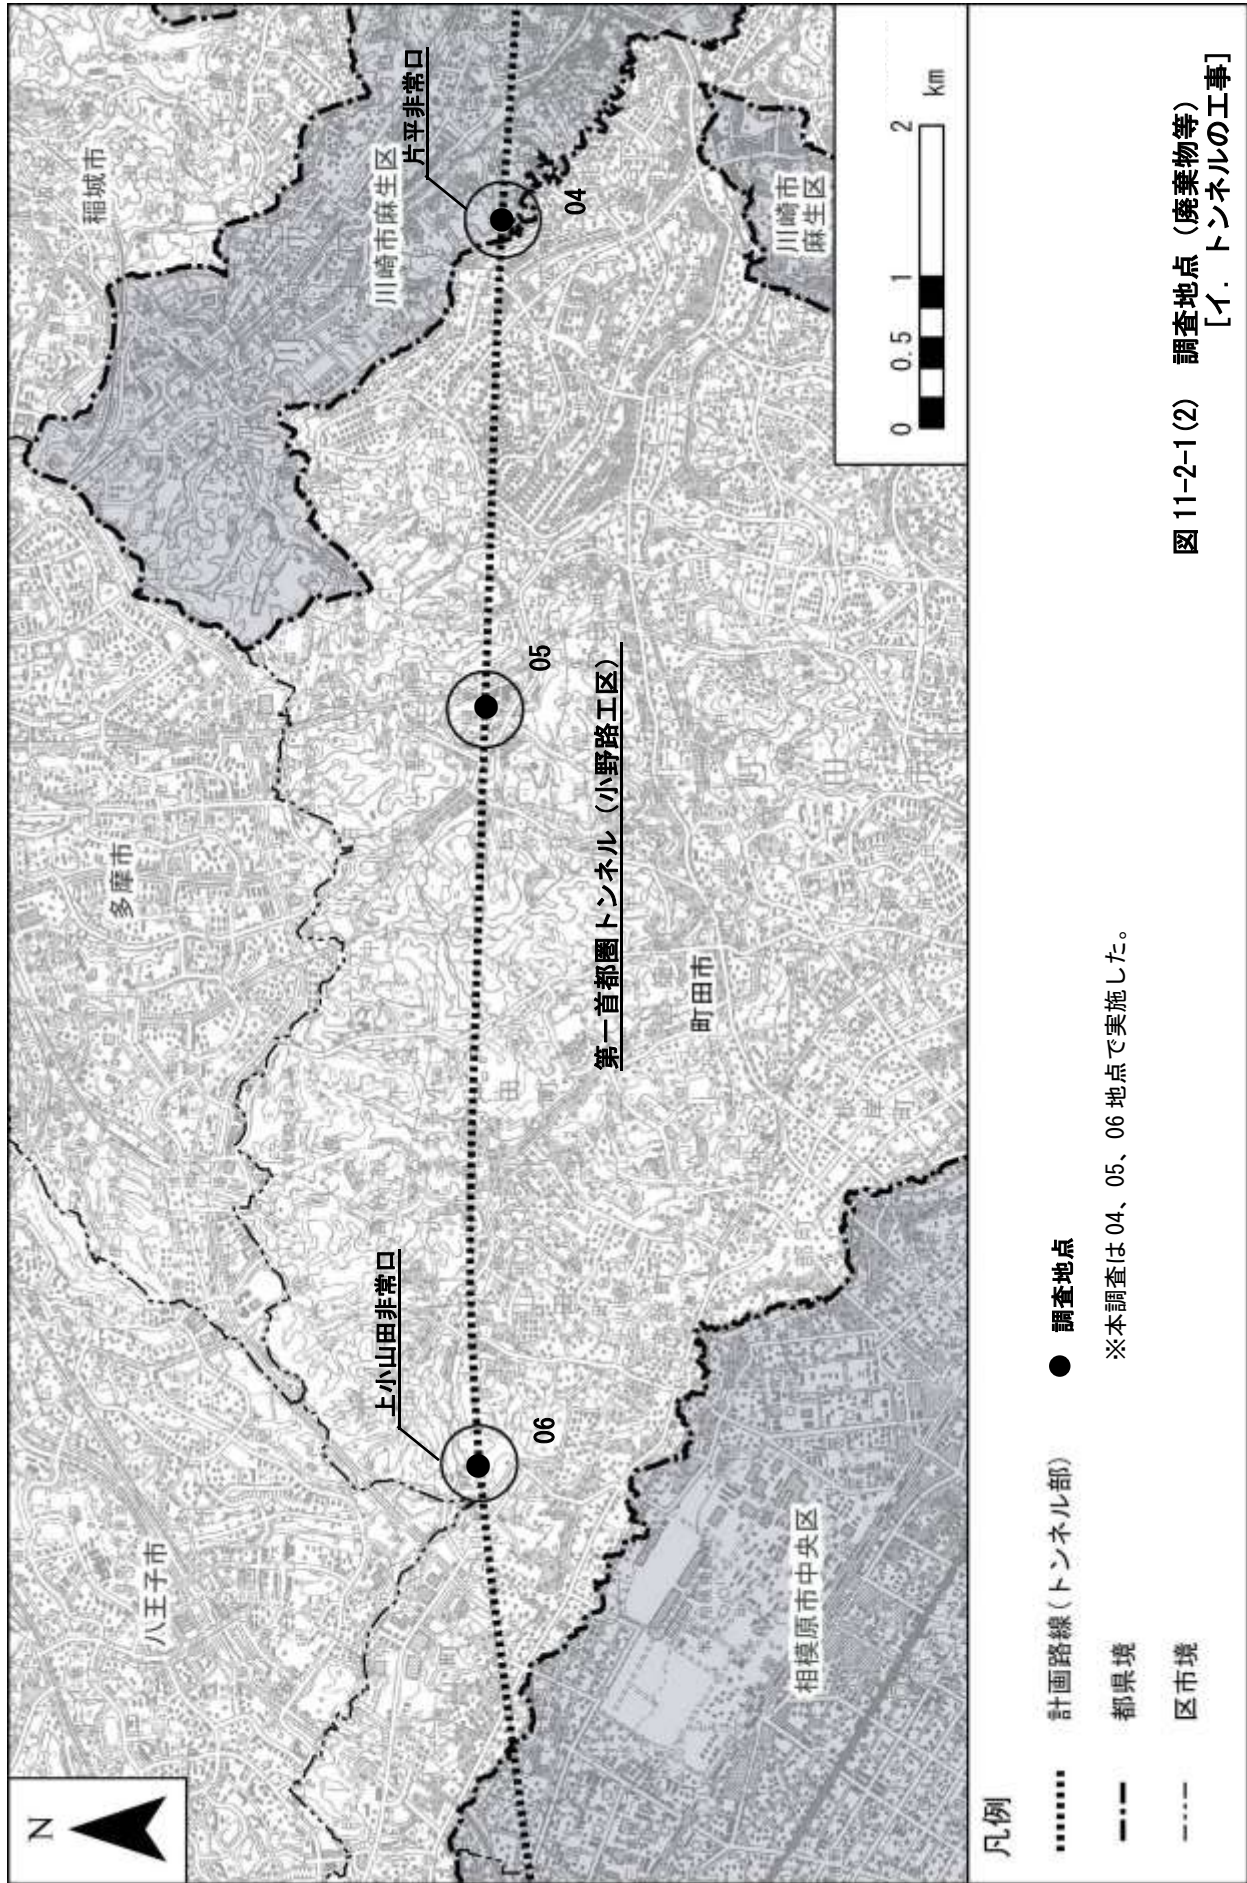 N
稲城市
多摩市
八王子市
川崎市麻生区
片平非常口
04
05
06
上小山田非常口
第一首都圏トンネル（小野路工区）
町田市
川崎市
麻生区
相模原市中央区
0 0.5 1 2
km
凡例
計画路線（トンネル部）
都県境
区市境
● 調査地点
※本調査は 04、05、06 地点で実施した。
図 11-2-1(2) 調査地点（廃棄物等）
［イ．トンネルの工事］